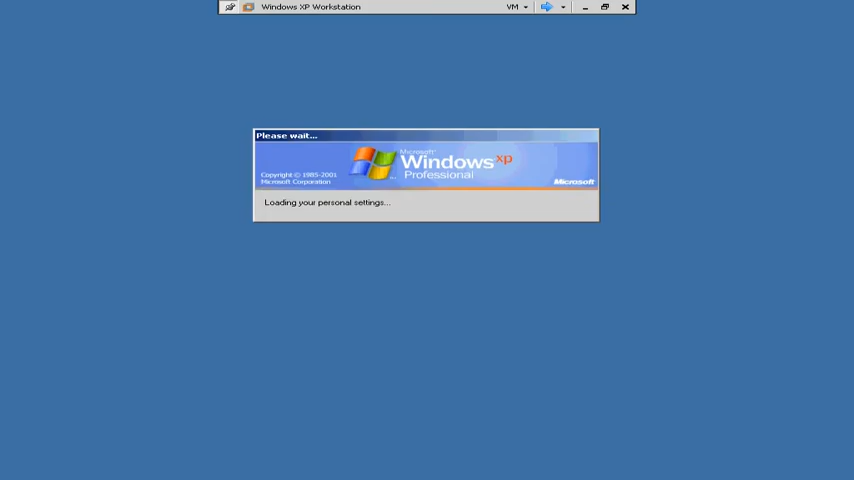 Windows XP Workstation
VM
Please wait...
Microsoft
Windows xp
Professional
Copyright © 1985-2001
Microsoft Corporation
Microsoft
Loading your personal settings...